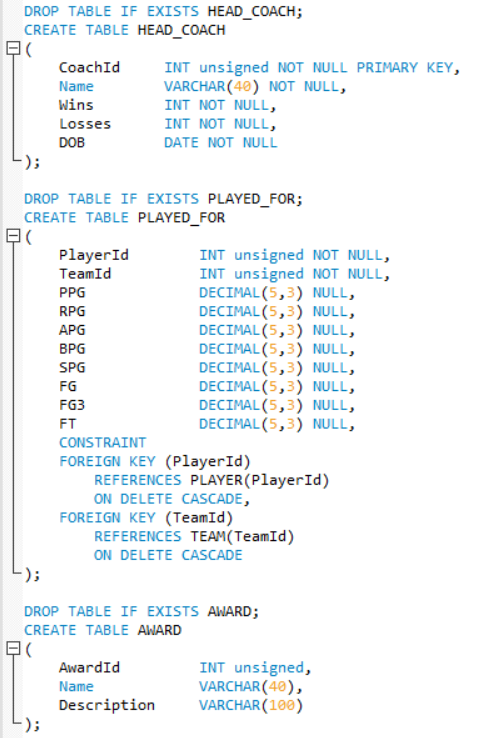 DROP TABLE IF EXISTS HEAD_COACH;
CREATE TABLE HEAD_COACH
(
CoachId INT unsigned NOT NULL PRIMARY KEY,
Name VARCHAR(40) NOT NULL,
Wins INT NOT NULL,
Losses INT NOT NULL,
DOB DATE NOT NULL
);
DROP TABLE IF EXISTS PLAYED_FOR;
CREATE TABLE PLAYED_FOR
(
PlayerId INT unsigned NOT NULL,
TeamId INT unsigned NOT NULL,
PPG DECIMAL(5,3) NULL,
RPG DECIMAL(5,3) NULL,
APG DECIMAL(5,3) NULL,
BPG DECIMAL(5,3) NULL,
SPG DECIMAL(5,3) NULL,
FG DECIMAL(5,3) NULL,
FG3 DECIMAL(5,3) NULL,
FT DECIMAL(5,3) NULL,
CONSTRAINT
FOREIGN KEY (PlayerId)
REFERENCES PLAYER(PlayerId)
ON DELETE CASCADE,
FOREIGN KEY (TeamId)
REFERENCES TEAM(TeamId)
ON DELETE CASCADE
);
DROP TABLE IF EXISTS AWARD;
CREATE TABLE AWARD
(
AwardId INT unsigned,
Name VARCHAR(40),
Description VARCHAR(100)
);